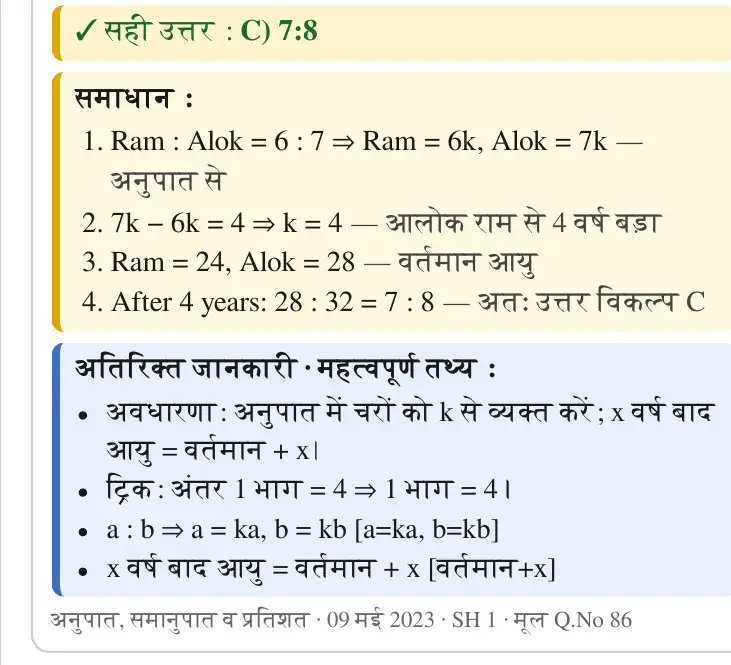 ✓ सही उत्तर : C) 7:8
समाधान :
1. Ram : Alok = 6 : 7 ⇒ Ram = 6k, Alok = 7k —
अनुपात से
2. 7k − 6k = 4 ⇒ k = 4 — आलोक राम से 4 वर्ष बड़ा
3. Ram = 24, Alok = 28 — वर्तमान आयु
4. After 4 years: 28 : 32 = 7 : 8 — अतः उत्तर विकल्प C
अतिरिक्त जानकारी · महत्वपूर्ण तथ्य :
• अवधारणा : अनुपात में चरों को k से व्यक्त करें ; x वर्ष बाद
आयु = वर्तमान + x।
• ट्रिक : अंतर 1 भाग = 4 ⇒ 1 भाग = 4 ।
• a : b ⇒ a = ka, b = kb [a=ka, b=kb]
• x वर्ष बाद आयु = वर्तमान + x [वर्तमान+x]
अनुपात, समानुपात व प्रतिशत · 09 मई 2023 · SH 1 · मूल Q.No 86